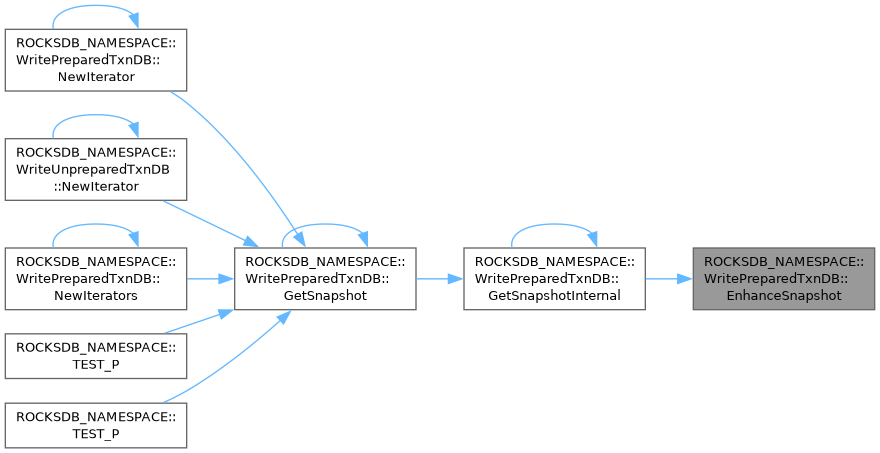 ROCKSDB_NAMESPACE::
WritePreparedTxnDB::
NewIterator
ROCKSDB_NAMESPACE::
WriteUnpreparedTxnDB
::NewIterator
ROCKSDB_NAMESPACE::
WritePreparedTxnDB::
NewIterators
ROCKSDB_NAMESPACE::
TEST_P
ROCKSDB_NAMESPACE::
TEST_P
ROCKSDB_NAMESPACE::
WritePreparedTxnDB::
GetSnapshot
ROCKSDB_NAMESPACE::
WritePreparedTxnDB::
GetSnapshotInternal
ROCKSDB_NAMESPACE::
WritePreparedTxnDB::
EnhanceSnapshot